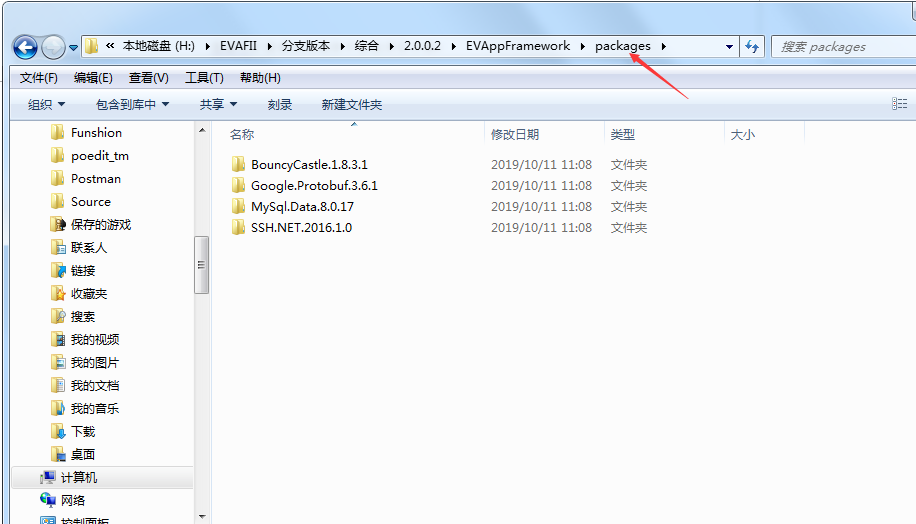 « 本地磁盘 (H:) ▸ EVAFII ▸ 分支版本 ▸ 综合 ▸ 2.0.0.2 ▸ EVAppFramework ▸ packages ▸ 搜索 packages
文件(F) 编辑(E) 查看(V) 工具(T) 帮助(H)
组织 包含到库中 共享 刻录 新建文件夹
Funshion
poedit_tm
Postman
Source
保存的游戏
联系人
链接
收藏夹
搜索
我的视频
我的图片
我的文档
我的音乐
下载
桌面
计算机
网络
控制面板
名称 修改日期 类型 大小
BouncyCastle.1.8.3.1 2019/10/11 11:08 文件夹
Google.Protobuf.3.6.1 2019/10/11 11:08 文件夹
MySql.Data.8.0.17 2019/10/11 11:08 文件夹
SSH.NET.2016.1.0 2019/10/11 11:08 文件夹